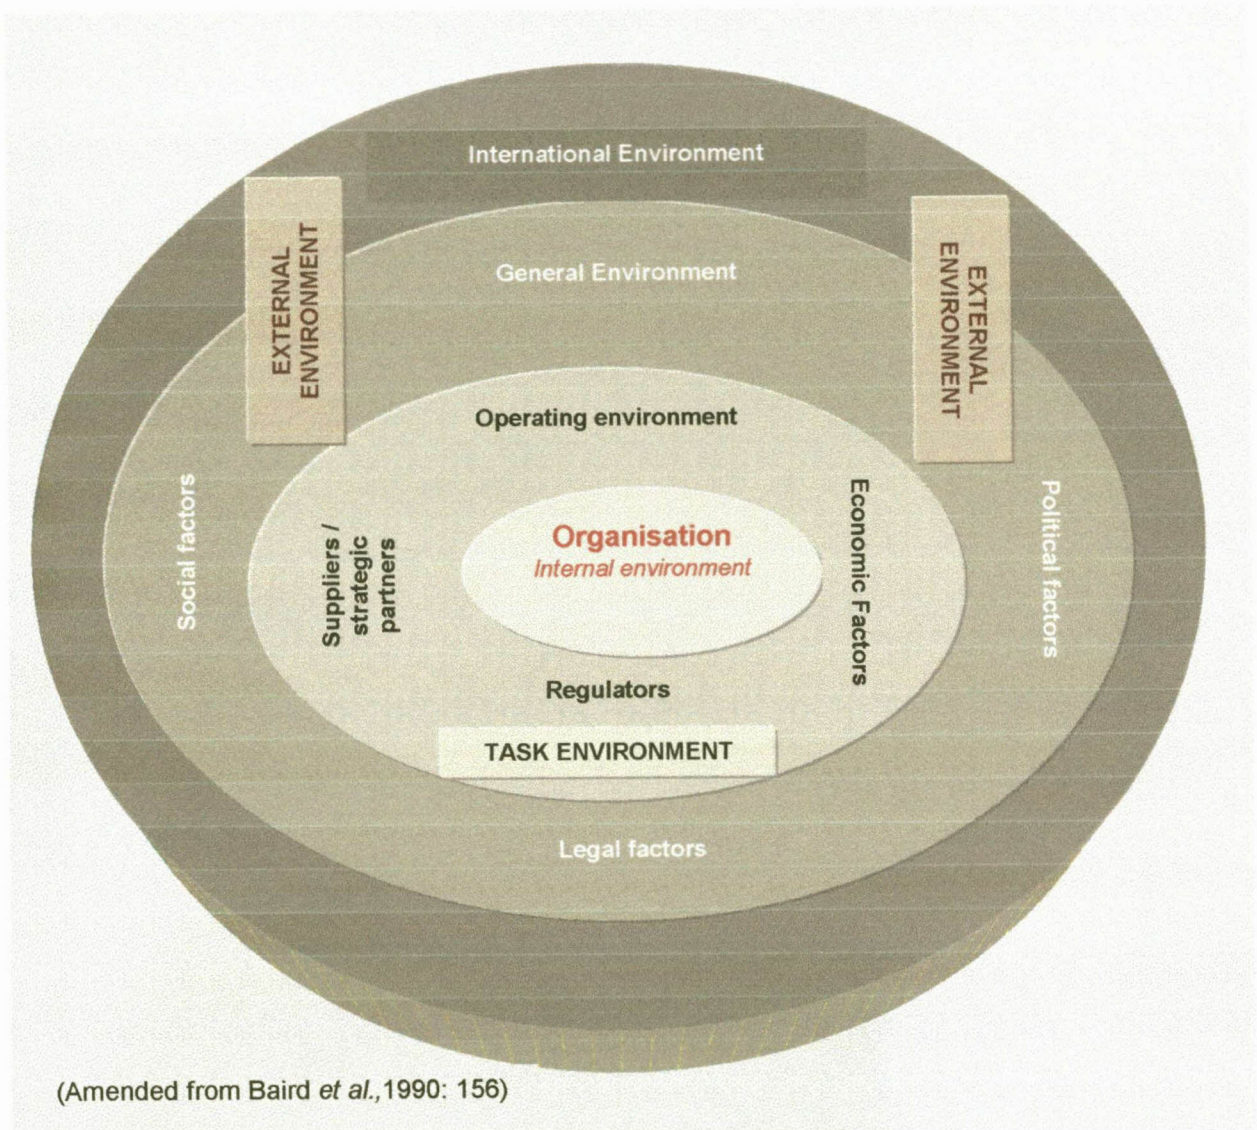 International Environment
EXTERNAL
ENVIRONMENT
EXTERNAL
ENVIRONMENT
General Environment
Operating environment
Social factors
Suppliers /
strategic
partners
Organisation
Internal environment
Economic Factors
Political factors
Regulators
TASK ENVIRONMENT
Legal factors
(Amended from Baird et al.,1990: 156)